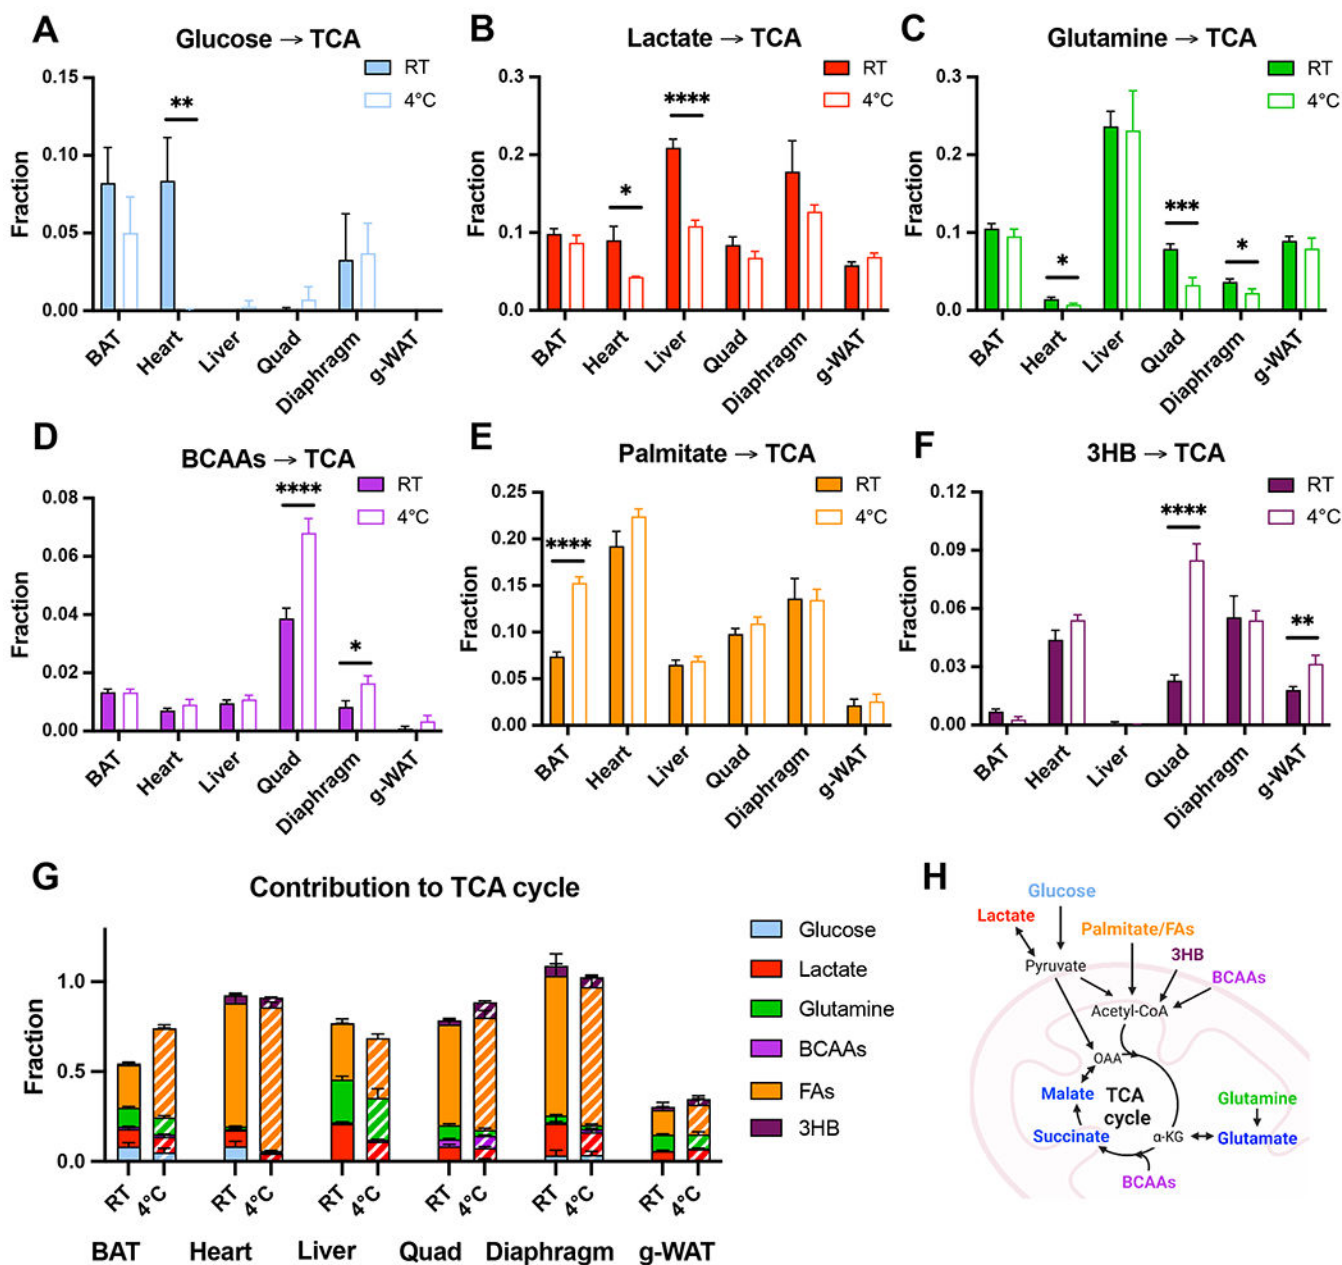 A
Glucose → TCA
RT
4°C
**
Fraction
0.15
0.10
0.05
0.00
BAT
Heart
Liver
Quad
Diaphragm
g-WAT
B
Lactate → TCA
RT
4°C
****
*
Fraction
0.3
0.2
0.1
0.0
BAT
Heart
Liver
Quad
Diaphragm
g-WAT
C
Glutamine → TCA
RT
4°C
***
*
*
Fraction
0.3
0.2
0.1
0.0
BAT
Heart
Liver
Quad
Diaphragm
g-WAT
D
BCAAs → TCA
RT
4°C
****
*
Fraction
0.08
0.06
0.04
0.02
0.00
BAT
Heart
Liver
Quad
Diaphragm
g-WAT
E
Palmitate → TCA
RT
4°C
****
Fraction
0.25
0.20
0.15
0.10
0.05
0.00
BAT
Heart
Liver
Quad
Diaphragm
g-WAT
F
3HB → TCA
RT
4°C
****
**
Fraction
0.12
0.09
0.06
0.03
0.00
BAT
Heart
Liver
Quad
Diaphragm
g-WAT
G
Contribution to TCA cycle
Fraction
1.0
0.5
0.0
RT 4°C RT 4°C RT 4°C RT 4°C RT 4°C RT 4°C
BAT Heart Liver Quad Diaphragm g-WAT
Glucose
Lactate
Glutamine
BCAAs
FAs
3HB
H
Glucose
Lactate
Palmitate/FAs
3HB
Pyruvate
BCAAs
Acetyl-CoA
OAA
Malate
TCA
cycle
Glutamine
Succinate
α-KG
Glutamate
BCAAs